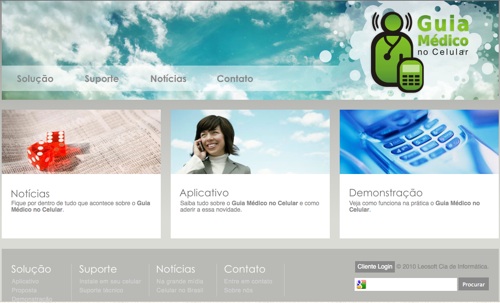 Guia
Médico
no Celular
Solução
Suporte
Notícias
Contato
Notícias
Fique por dentro de tudo que acontece sobre o Guia
Médico no Celular.
Aplicativo
Saiba tudo sobre o Guia Médico no Celular e como
aderir a essa novidade.
Demonstração
Veja como funciona na prática o Guia Médico no Celular.
Solução
Aplicativo
Proposta
Demonstração
Suporte
Instale em seu celular
Suporte técnico
Notícias
Na grande mídia
Celular no Brasil
Contato
Entre em contato
Sobre nós
Cliente Login
© 2010 Lensoft Cia de Informática.
Procurar